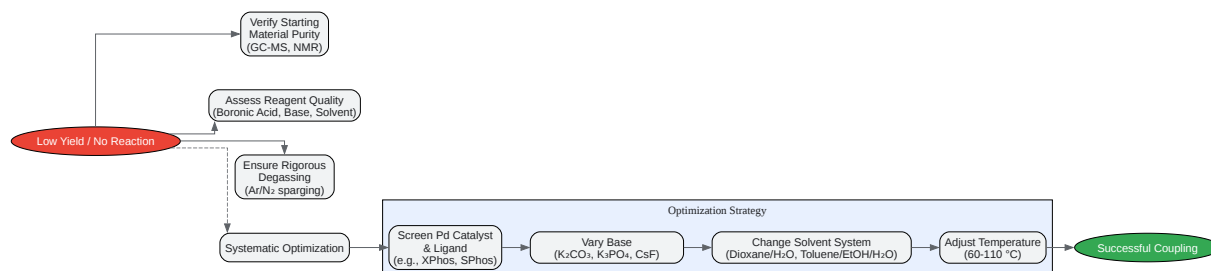 Verify Starting
Material Purity
(GC-MS, NMR)
Assess Reagent Quality
(Boronic Acid, Base, Solvent)
Low Yield / No Reaction
Ensure Rigorous
Degassing
(Ar/N₂ sparging)
Systematic Optimization
Optimization Strategy
Screen Pd Catalyst
& Ligand
(e.g., XPhos, SPhos)
Vary Base
(K₂CO₃, K₃PO₄, CsF)
Change Solvent System
(Dioxane/H₂O, Toluene/EtOH/H₂O)
Adjust Temperature
(60-110 °C)
Successful Coupling